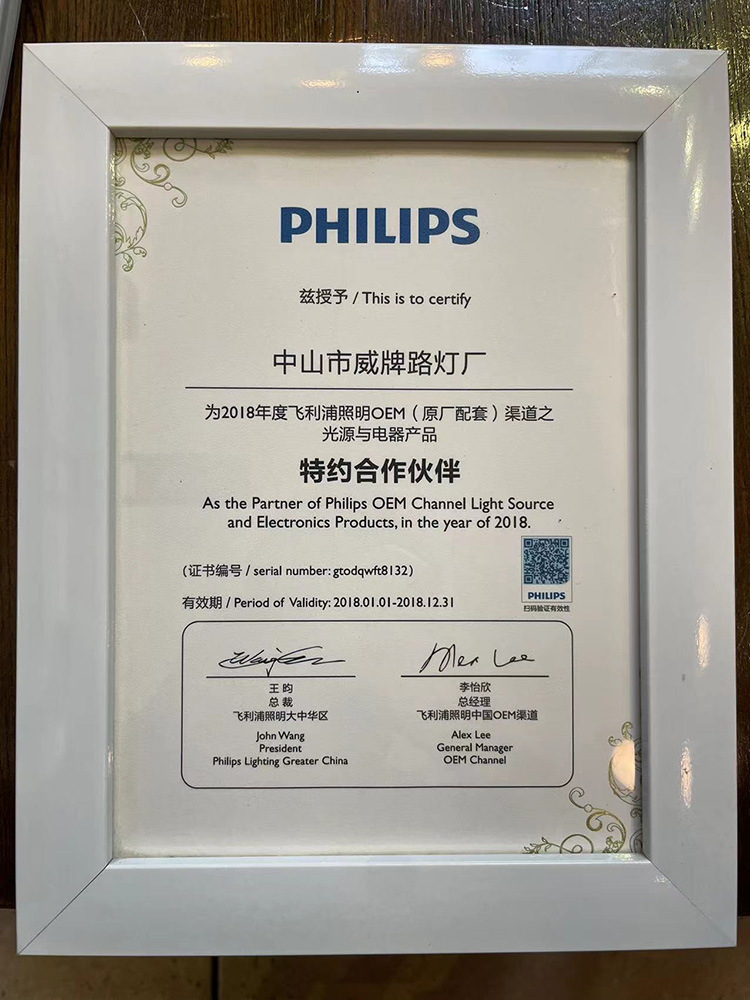 PHILIPS
兹授予 / This is to certify
中山市威牌路灯厂
为2018年度飞利浦照明OEM（原厂配套）渠道之
光源与电器产品
特约合作伙伴
As the Partner of Philips OEM Channel Light Source
and Electronics Products, in the year of 2018.
(证书编号 / serial number: gtodqwft8132)
PHILIPS
扫码验证有效性
有效期 / Period of Validity: 2018.01.01-2018.12.31
王昀
总裁
飞利浦照明大中华区
John Wang
President
Philips Lighting Greater China
Alex Lee
李怡欣
总经理
飞利浦照明中国OEM渠道
Alex Lee
General Manager
OEM Channel